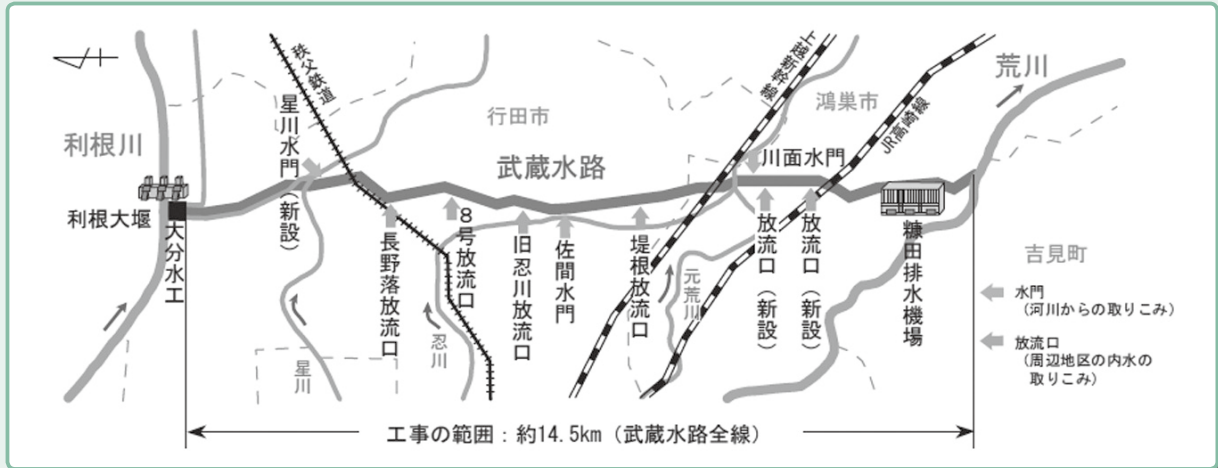 利根川
利根大堰
大分水工
星川水門（新設）
秩父鉄道
星川
長野落放流口
忍川
8号放流口
行田市
武蔵水路
旧忍川放流口
佐間水門
堤根放流口
上越新幹線
元荒川
川面水門
鴻巣市
放流口（新設）
放流口（新設）
JR高崎線
糠田排水機場
荒川
吉見町
水門
（河川からの取りこみ）
放流口
（周辺地区の内水の
取りこみ）
工事の範囲：約14.5km（武蔵水路全線）